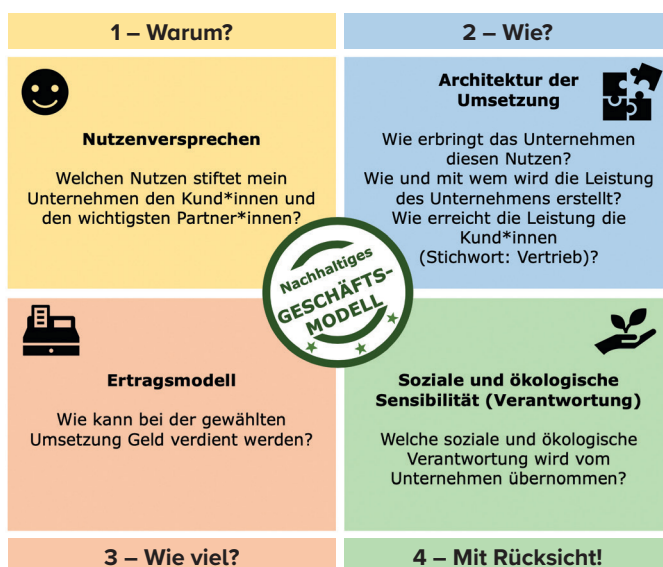 1 – Warum?
Nutzenversprechen
Welchen Nutzen stiftet mein
Unternehmen den Kund*innen und
den wichtigsten Partner*innen?
2 – Wie?
Architektur der
Umsetzung
Wie erbringt das Unternehmen
diesen Nutzen?
Wie und mit wem wird die Leistung
des Unternehmens erstellt?
Wie erreicht die Leistung die
Kund*innen
(Stichwort: Vertrieb)?
Nachhaltiges
GESCHÄFTS-
MODELL
Ertragsmodell
Wie kann bei der gewählten
Umsetzung Geld verdient werden?
3 – Wie viel?
Soziale und ökologische
Sensibilität (Verantwortung)
Welche soziale und ökologische
Verantwortung wird vom
Unternehmen übernommen?
4 – Mit Rücksicht!